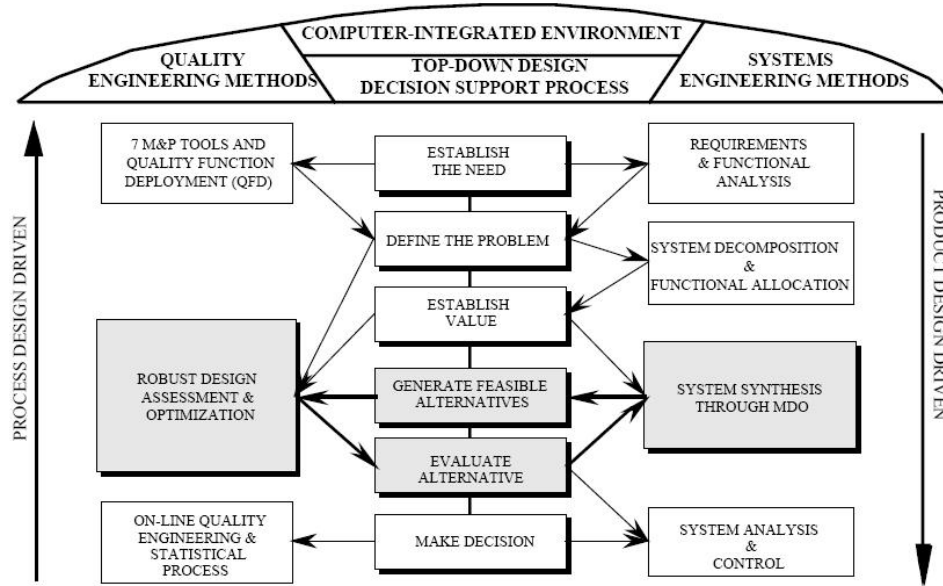 COMPUTER-INTEGRATED ENVIRONMENT
QUALITY
ENGINEERING METHODS
TOP-DOWN DESIGN
DECISION SUPPORT PROCESS
SYSTEMS
ENGINEERING METHODS
PROCESS DESIGN DRIVEN
7 M&P TOOLS AND
QUALITY FUNCTION
DEPLOYMENT (QFD)
ROBUST DESIGN
ASSESSMENT &
OPTIMIZATION
ON-LINE QUALITY
ENGINEERING &
STATISTICAL
PROCESS
ESTABLISH
THE NEED
DEFINE THE PROBLEM
ESTABLISH
VALUE
GENERATE FEASIBLE
ALTERNATIVES
EVALUATE
ALTERNATIVE
MAKE DECISION
REQUIREMENTS
& FUNCTIONAL
ANALYSIS
SYSTEM DECOMPOSITION
&
FUNCTIONAL ALLOCATION
SYSTEM SYNTHESIS
THROUGH MDO
SYSTEM ANALYSIS
&
CONTROL
PRODUCT DESIGN DRIVEN